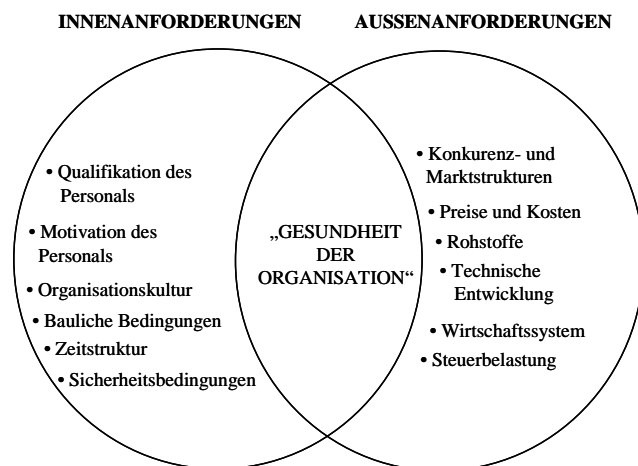 INNENANFORDERUNGEN
AUSSENANFORDERUNGEN
• Qualifikation des
Personals
• Motivation des
Personals
• Organisationskultur
• Bauliche Bedingungen
• Zeitstruktur
• Sicherheitsbedingungen
„GESUNDHEIT
DER
ORGANISATION“
• Konkurenz- und
Marktstrukturen
• Preise und Kosten
• Rohstoffe
• Technische
Entwicklung
• Wirtschaftssystem
• Steuerbelastung